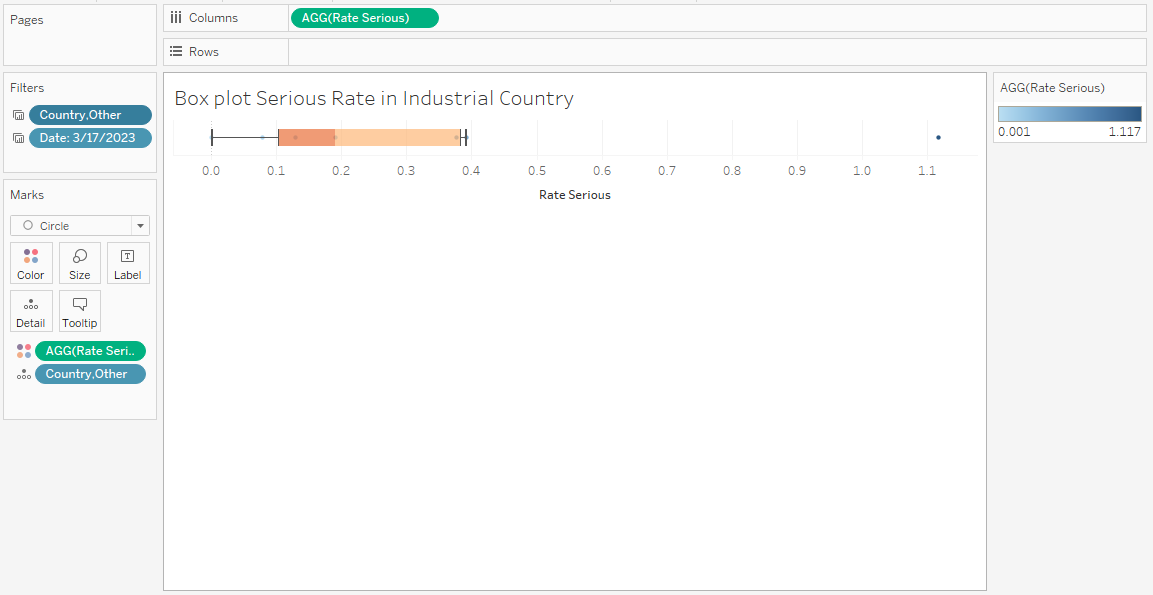 Pages
Columns
AGG(Rate Serious)
Rows
Filters
Country,Other
Date: 3/17/2023
Marks
Circle
Color
Size
Label
Detail
Tooltip
AGG(Rate Seri..
Country,Other
Box plot Serious Rate in Industrial Country
0.0 0.1 0.2 0.3 0.4 0.5 0.6 0.7 0.8 0.9 1.0 1.1
Rate Serious
AGG(Rate Serious)
0.001 1.117